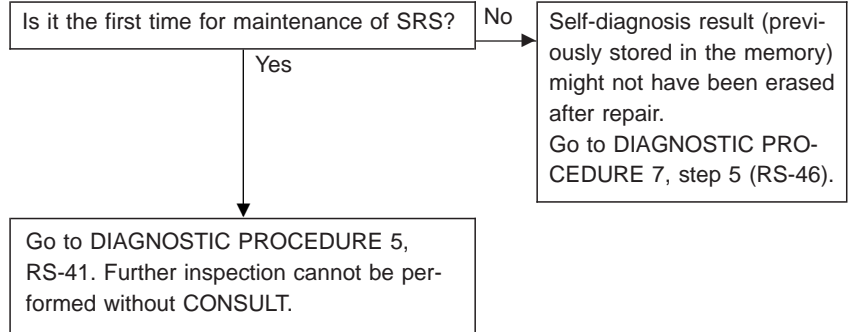 Is it the first time for maintenance of SRS?
No
Self-diagnosis result (previ-
ously stored in the memory)
might not have been erased
after repair.
Go to DIAGNOSTIC PRO-
CEDURE 7, step 5 (RS-46).
Yes
Go to DIAGNOSTIC PROCEDURE 5,
RS-41. Further inspection cannot be per-
formed without CONSULT.